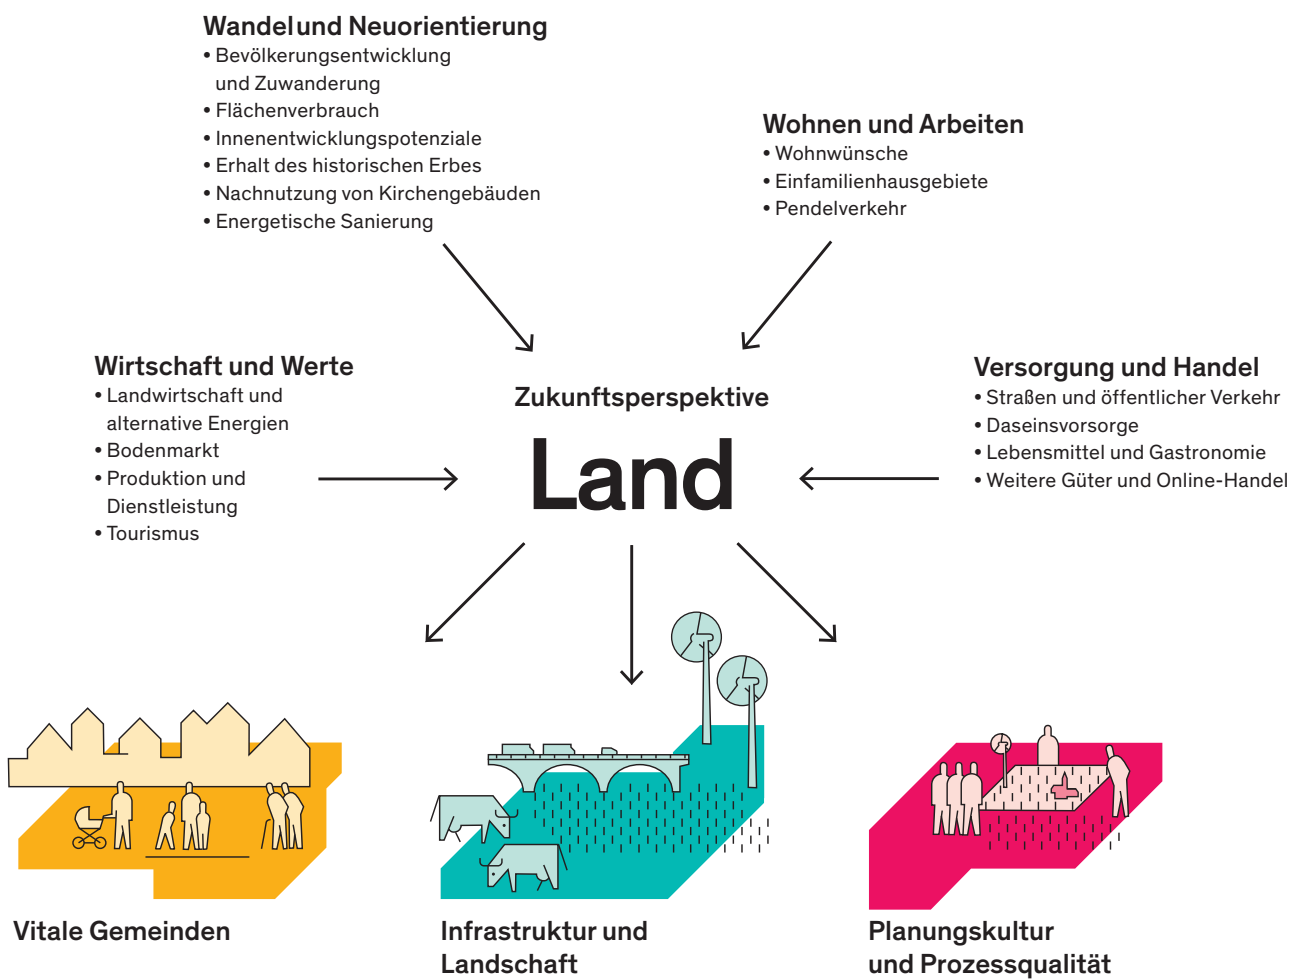 Wandel und Neuorientierung
• Bevölkerungsentwicklung
und Zuwanderung
• Flächenverbrauch
• Innenentwicklungspotenziale
• Erhalt des historischen Erbes
• Nachnutzung von Kirchengebäuden
• Energetische Sanierung
Wohnen und Arbeiten
• Wohnwünsche
• Einfamilienhausgebiete
• Pendelverkehr
Wirtschaft und Werte
• Landwirtschaft und
alternative Energien
• Bodenmarkt
• Produktion und
Dienstleistung
• Tourismus
Zukunftsperspektive
Land
Versorgung und Handel
• Straßen und öffentlicher Verkehr
• Daseinsvorsorge
• Lebensmittel und Gastronomie
• Weitere Güter und Online-Handel
Vitale Gemeinden
Infrastruktur und
Landschaft
Planungskultur
und Prozessqualität